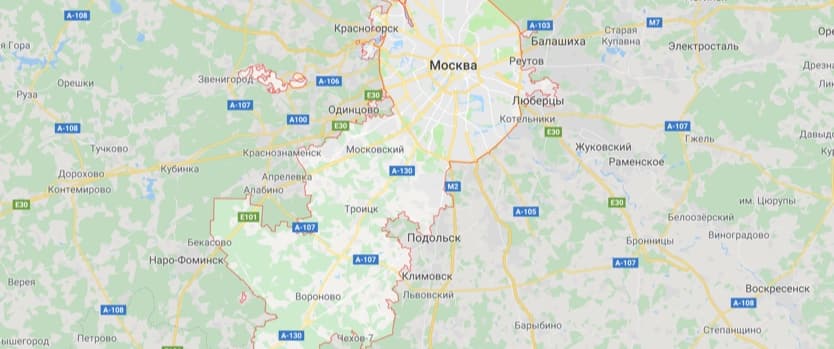 А-108
Красногорск
А-103
М7
Старая
Купавна
Балашиха
Электросталь
Москва
Реутов
я Гора
Орешки
Звенигород
А-106
А-107
Е30
Руза
Люберцы
Одинцово
А100
Е30
Котельники
Е30
А-107
Гжель
А-108
Тучково
Краснознаменск
Московский
Жуковский
Раменское
Дорохово
Кубинка
Апрелевка
А-130
М2
Контемирово
Алабино
Е30
Е101
Троицк
А-105
Е30
им. Цюрупы
Белоозёрский
А-107
Бекасово
Подольск
Бронницы
Виноградово
Наро-Фоминск
А-107
А-107
Климовск
Верея
Вороново
Львовский
Воскресенск
А-108
А-108
Барыбино
Степанщино
А-130
Чехов-7
Петрово